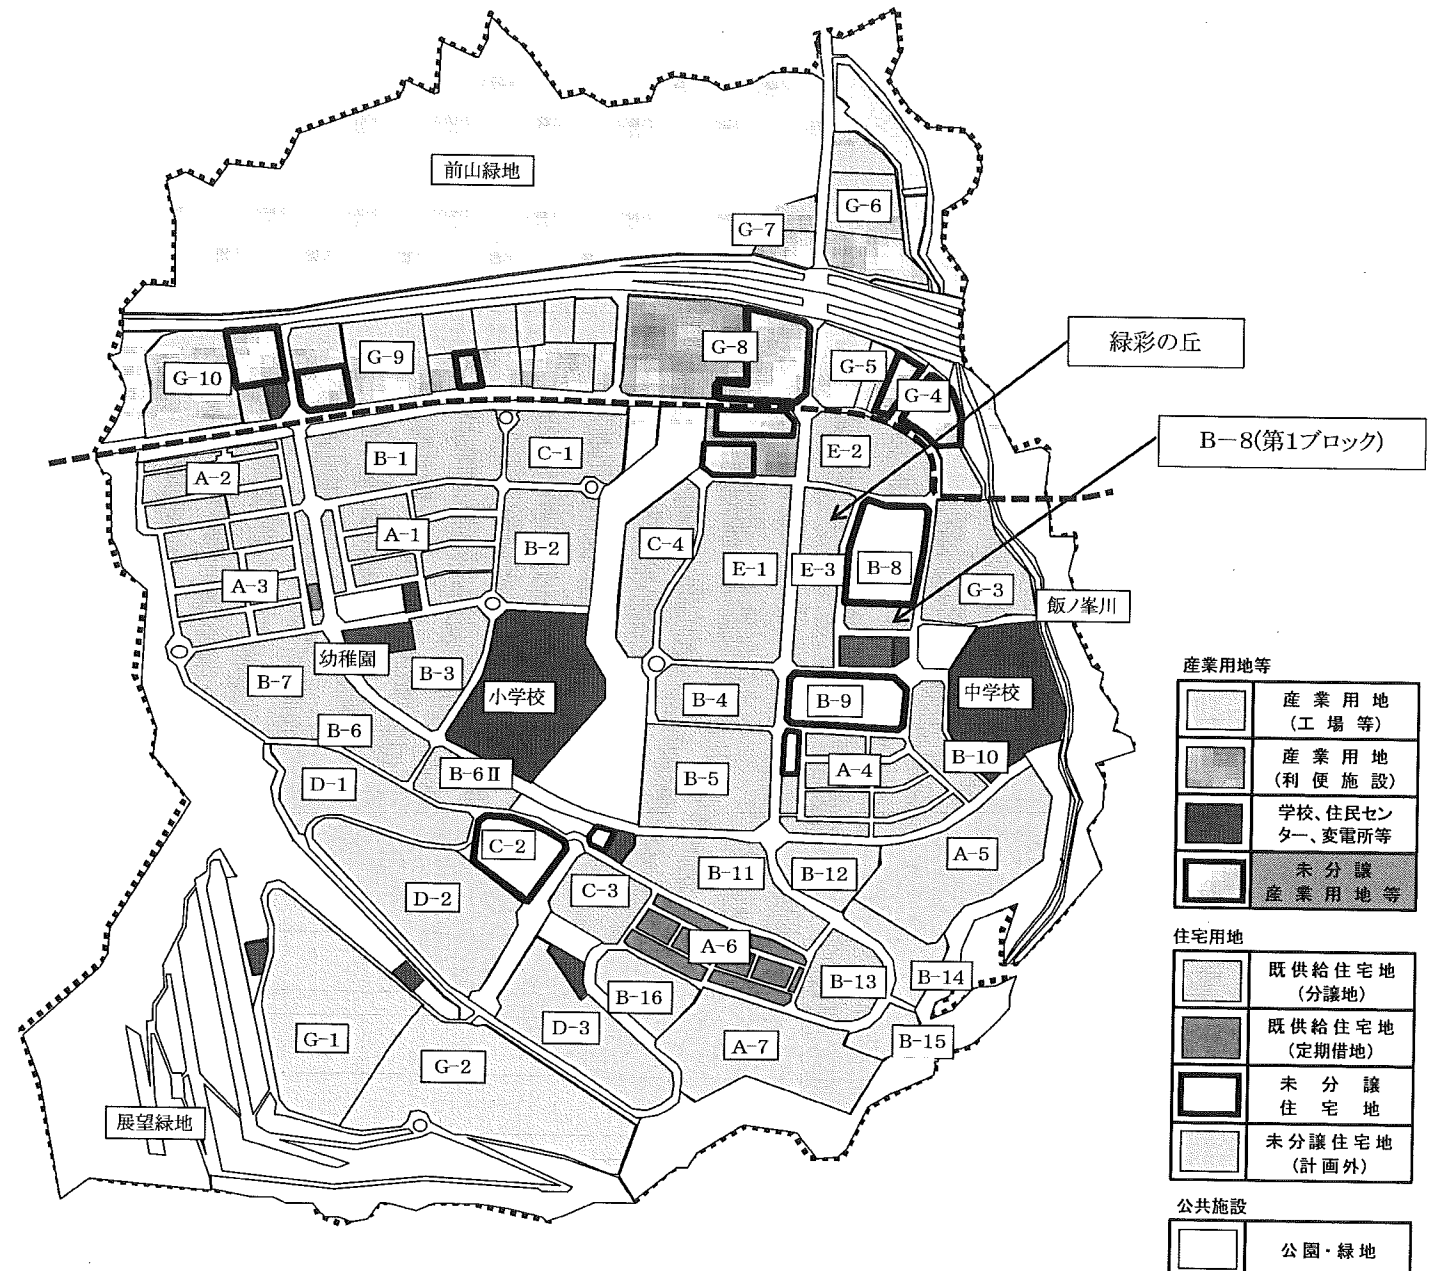 前山緑地
G-6
G-7
緑彩の丘
G-8
G-9
G-5
G-10
G-4
B-8(第1ブロック)
E-2
B-1
C-1
A-2
A-1
B-2
C-4
E-1
E-3
B-8
A-3
G-3
飯ノ峯川
幼稚園
B-3
B-7
小学校
B-4
B-9
中学校
B-6
B-10
B-6Ⅱ
B-5
A-4
D-1
C-2
A-5
B-11
B-12
C-3
D-2
A-6
B-14
B-13
B-16
D-3
G-1
B-15
A-7
G-2
展望緑地
産業用地等
産業用地
(工場等)
産業用地
(利便施設)
学校、住民セン
ター、変電所等
未分譲
産業用地等
住宅用地
既供給住宅地
(分譲地)
既供給住宅地
(定期借地)
未分譲
住宅地
未分譲住宅地
(計画外)
公共施設
公園・緑地